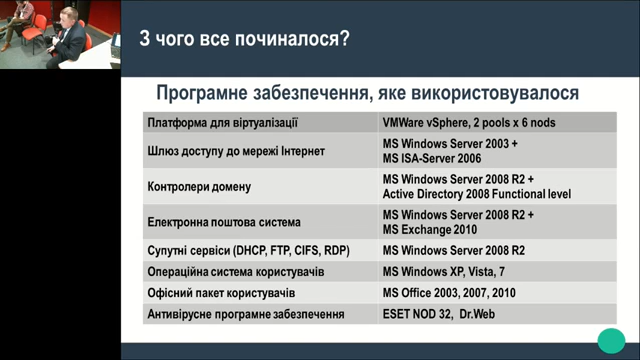 З чого все починалося?
Програмне забезпечення, яке використовувалося
Платформа для віртуалізації VMWare vSphere, 2 pools x 6 nods
Шлюз доступу до мережі Інтернет MS Windows Server 2003 +
MS ISA-Server 2006
Контролери домену MS Windows Server 2008 R2 +
Active Directory 2008 Functional level
Електронна поштова система MS Windows Server 2008 R2 +
MS Exchange 2010
Супутні сервіси (DHCP, FTP, CIFS, RDP) MS Windows Server 2008 R2
Операційна система користувачів MS Windows XP, Vista, 7
Офісний пакет користувачів MS Office 2003, 2007, 2010
Антивірусне програмне забезпечення ESET NOD 32, Dr.Web